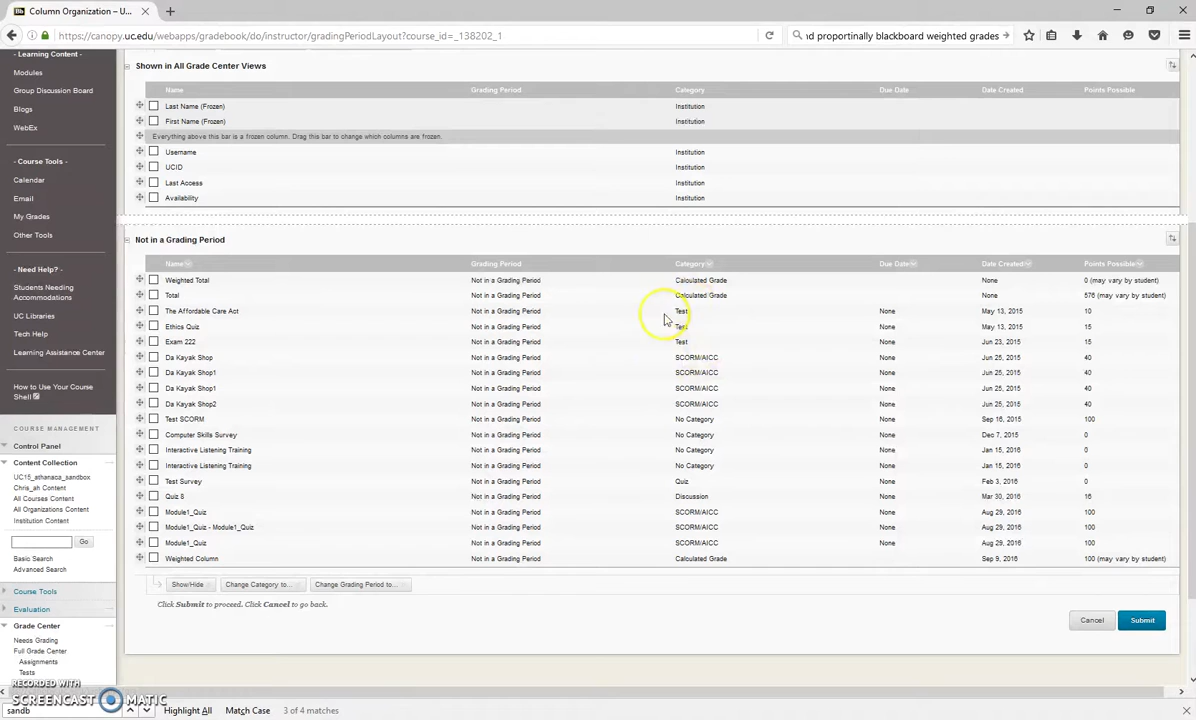 Column Organization – U...
https://canopy.uc.edu/webapps/gradebook/do/instructor/gradingPeriodLayout?course_id=_138202_1
nd proportinally blackboard weighted grades
- Learning Content -
Modules
Group Discussion Board
Blogs
WebEx
- Course Tools -
Calendar
Email
My Grades
Other Tools
- Need Help? -
Students Needing
Accommodations
UC Libraries
Tech Help
Learning Assistance Center
How to Use Your Course
Shell
COURSE MANAGEMENT
Control Panel
Content Collection
UC15_athanaca_sandbox
Chris_ah Content
All Courses Content
All Organizations Content
Institution Content
Go
Basic Search
Advanced Search
Course Tools
Evaluation
Grade Center
Needs Grading
Full Grade Center
Assignments
Tests
Shown in All Grade Center Views
Name Grading Period Category Due Date Date Created Points Possible
Last Name (Frozen) Institution
First Name (Frozen) Institution
Everything above this bar is a frozen column. Drag this bar to change which columns are frozen.
Username Institution
UCID Institution
Last Access Institution
Availability Institution
Not in a Grading Period
Name Grading Period Category Due Date Date Created Points Possible
Weighted Total Not in a Grading Period Calculated Grade None 0 (may vary by student)
Total Not in a Grading Period Calculated Grade None 576 (may vary by student)
The Affordable Care Act Not in a Grading Period Test None May 13, 2015 10
Ethics Quiz Not in a Grading Period Test None May 13, 2015 15
Exam 222 Not in a Grading Period Test None Jun 23, 2015 15
Da Kayak Shop Not in a Grading Period SCORM/AICC None Jun 25, 2015 40
Da Kayak Shop1 Not in a Grading Period SCORM/AICC None Jun 25, 2015 40
Da Kayak Shop1 Not in a Grading Period SCORM/AICC None Jun 25, 2015 40
Da Kayak Shop2 Not in a Grading Period SCORM/AICC None Jun 25, 2015 40
Test SCORM Not in a Grading Period No Category None Sep 16, 2015 100
Computer Skills Survey Not in a Grading Period No Category None Dec 7, 2015 0
Interactive Listening Training Not in a Grading Period No Category None Jan 15, 2016 0
Interactive Listening Training Not in a Grading Period No Category None Jan 15, 2016 0
Test Survey Not in a Grading Period Quiz None Feb 3, 2016 0
Quiz 8 Not in a Grading Period Discussion None Mar 30, 2016 16
Module1_Quiz Not in a Grading Period SCORM/AICC None Aug 29, 2016 100
Module1_Quiz - Module1_Quiz Not in a Grading Period SCORM/AICC None Aug 29, 2016 100
Module1_Quiz Not in a Grading Period SCORM/AICC None Aug 29, 2016 100
Weighted Column Not in a Grading Period Calculated Grade Sep 9, 2016 100 (may vary by student)
Show/Hide Change Category to... Change Grading Period to...
Click Submit to proceed. Click Cancel to go back.
Cancel Submit
RECORDED WITH
SCREENCAST MATIC
sandb Highlight All Match Case 3 of 4 matches